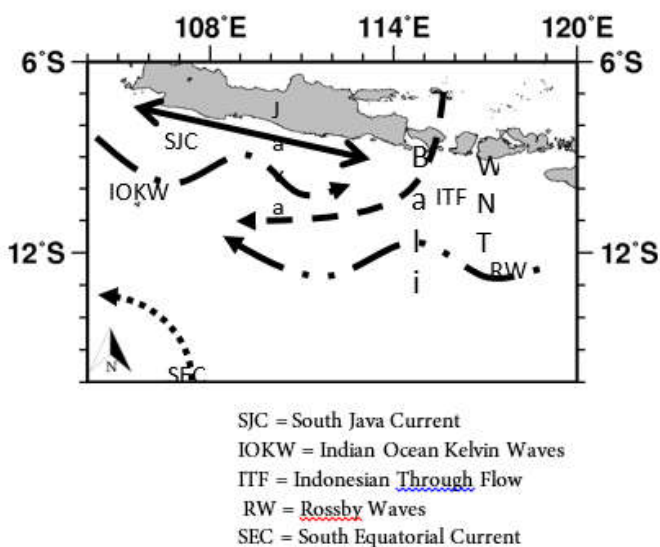 108°E 114°E 120°E
6°S 6°S
J
a
v
a
SJC
B
a
l
i
W
N
T
IOKW
ITF
12°S 12°S
RW
N
SEC
SJC = South Java Current
IOKW = Indian Ocean Kelvin Waves
ITF = Indonesian Through Flow
RW = Rossby Waves
SEC = South Equatorial Current